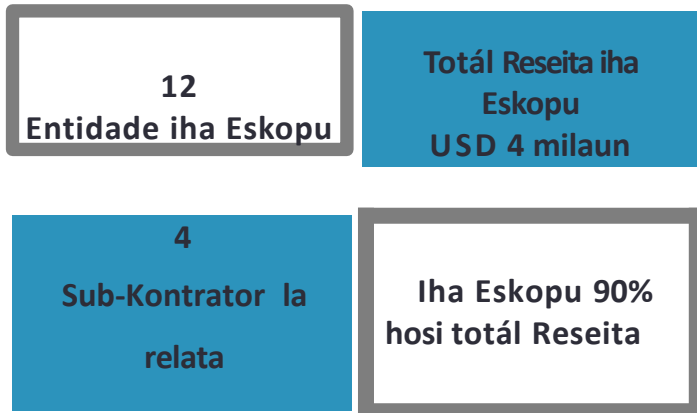 12
Entidade iha Eskopu
Totál Reseita iha
Eskopu
USD 4 milaun
4
Sub-Kontrator la
relata
Iha Eskopu 90%
hosi totál Reseita